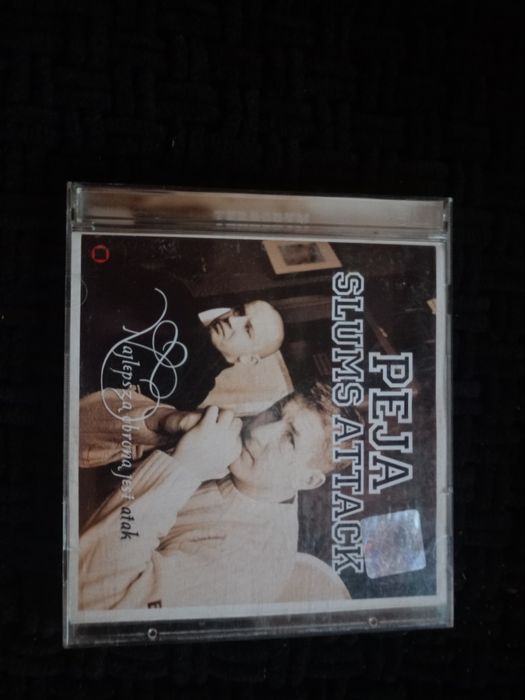 PEJA
SLUMS ATTACK
Najlepszą obroną jest atak